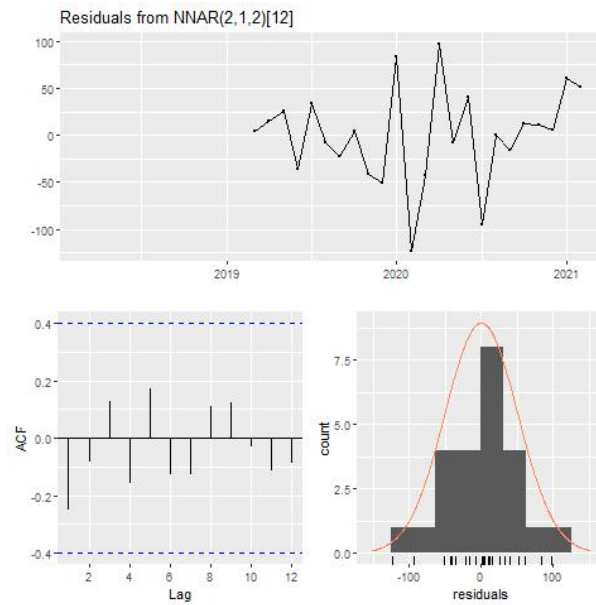 Residuals from NNAR(2,1,2)[12]
100-
50-
0-
-50-
-100-
2019
2020
2021
0.4-
0.2-
0.0-
-0.2-
-0.4-
ACF
2 4 6 8 10 12
Lag
7.5-
5.0-
2.5-
0.0-
count
-100 0 100
residuals